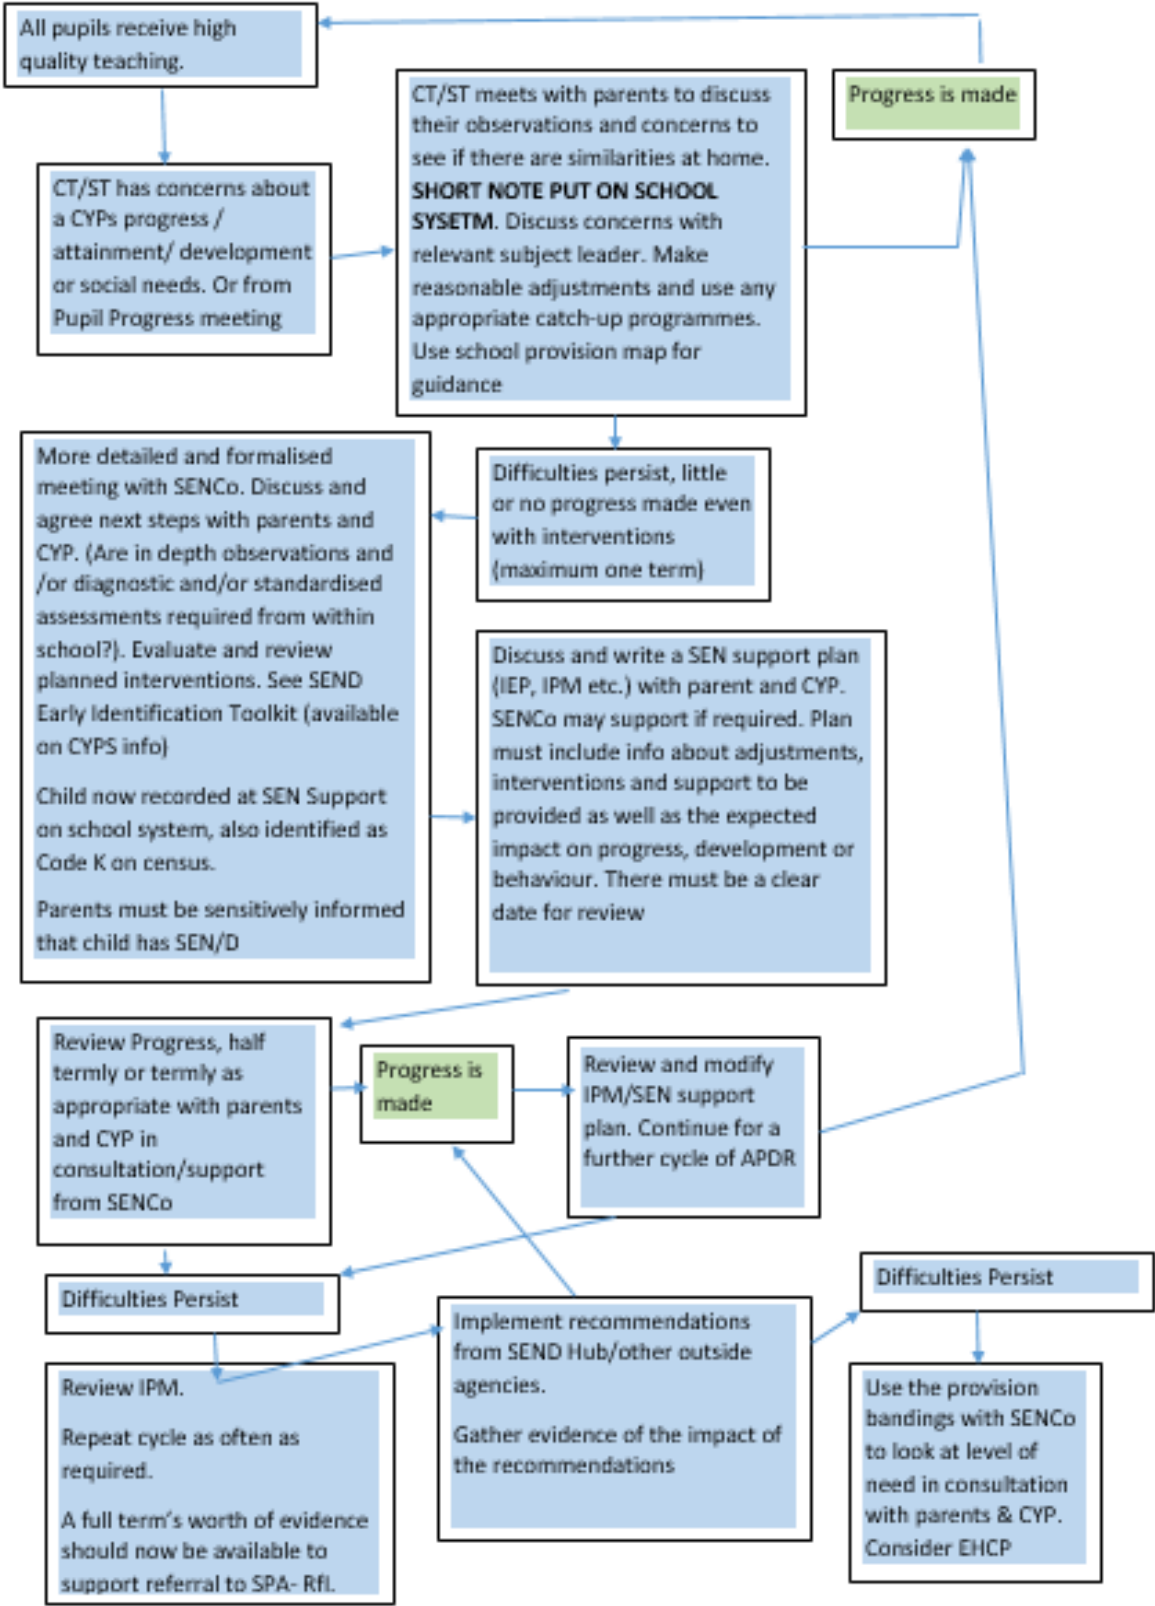 All pupils receive high
quality teaching.
Progress is made
CT/ST has concerns about
a CYPs progress /
attainment/ development
or social needs. Or from
Pupil Progress meeting
CT/ST meets with parents to discuss
their observations and concerns to
see if there are similarities at home.
SHORT NOTE PUT ON SCHOOL
SYSETM. Discuss concerns with
relevant subject leader. Make
reasonable adjustments and use any
appropriate catch-up programmes.
Use school provision map for
guidance
Difficulties persist, little
or no progress made even
with interventions
(maximum one term)
More detailed and formalised
meeting with SENCo. Discuss and
agree next steps with parents and
CYP. (Are in depth observations and
/or diagnostic and/or standardised
assessments required from within
school?). Evaluate and review
planned interventions. See SEND
Early Identification Toolkit (available
on CYPS info)
Child now recorded at SEN Support
on school system, also identified as
Code K on census.
Parents must be sensitively informed
that child has SEN/D
Discuss and write a SEN support plan
(IEP, IPM etc.) with parent and CYP.
SENCo may support if required. Plan
must include info about adjustments,
interventions and support to be
provided as well as the expected
impact on progress, development or
behaviour. There must be a clear
date for review
Review Progress, half
termly or termly as
appropriate with parents
and CYP in
consultation/support
from SENCo
Progress is
made
Review and modify
IPM/SEN support
plan. Continue for a
further cycle of APDR
Difficulties Persist
Review IPM.
Repeat cycle as often as
required.
A full term's worth of evidence
should now be available to
support referral to SPA- RfI.
Implement recommendations
from SEND Hub/other outside
agencies.
Gather evidence of the impact of
the recommendations
Difficulties Persist
Use the provision
bandings with SENCo
to look at level of
need in consultation
with parents & CYP.
Consider EHCP